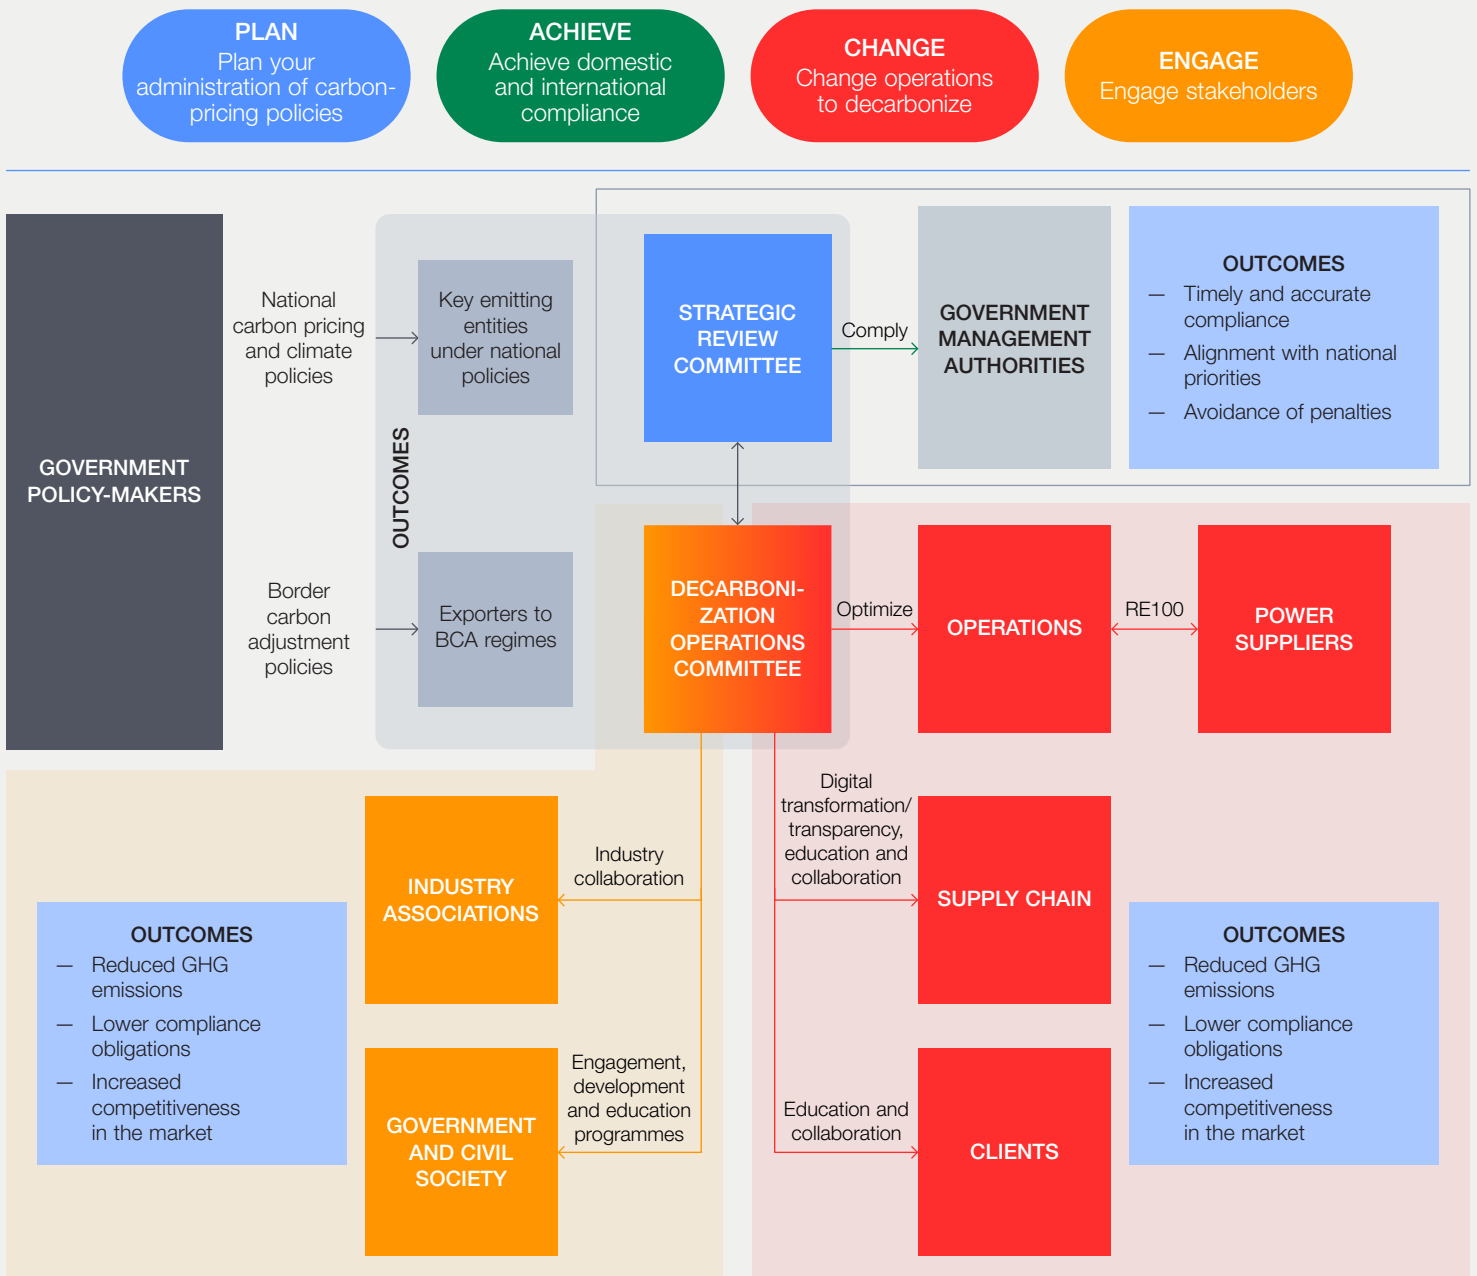 PLAN
Plan your
administration of carbon-
pricing policies
ACHIEVE
Achieve domestic
and international
compliance
CHANGE
Change operations
to decarbonize
ENGAGE
Engage stakeholders
GOVERNMENT
POLICY-MAKERS
National
carbon pricing
and climate
policies
Border
carbon
adjustment
policies
OUTCOMES
Key emitting
entities
under national
policies
Exporters to
BCA regimes
STRATEGIC
REVIEW
COMMITTEE
Comply
GOVERNMENT
MANAGEMENT
AUTHORITIES
OUTCOMES
— Timely and accurate
compliance
— Alignment with national
priorities
— Avoidance of penalties
DECARBONI-
ZATION
OPERATIONS
COMMITTEE
Optimize
OPERATIONS
RE100
POWER
SUPPLIERS
Industry
collaboration
INDUSTRY
ASSOCIATIONS
Engagement,
development
and education
programmes
GOVERNMENT
AND CIVIL
SOCIETY
OUTCOMES
— Reduced GHG
emissions
— Lower compliance
obligations
— Increased
competitiveness
in the market
Digital
transformation/
transparency,
education and
collaboration
SUPPLY CHAIN
Education and
collaboration
CLIENTS
OUTCOMES
— Reduced GHG
emissions
— Lower compliance
obligations
— Increased
competitiveness
in the market